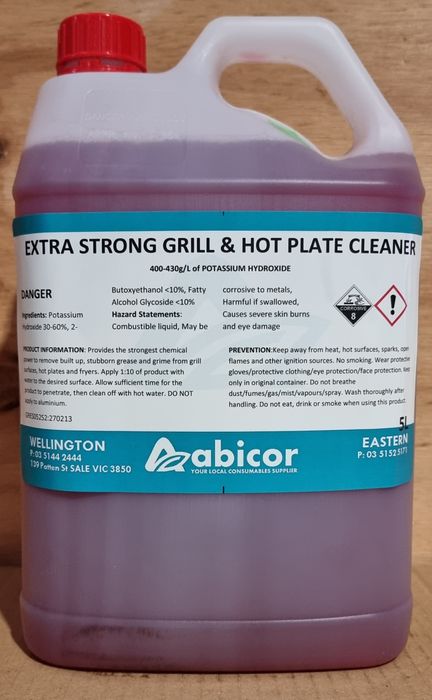 EXTRA STRONG GRILL & HOT PLATE CLEANER
400-430g/L of POTASSIUM HYDROXIDE
DANGER
Ingredients: Potassium
Hydroxide 30-60%, 2-
Butoxyethanol <10%, Fatty
Alcohol Glycoside <10%
Hazard Statements:
Combustible liquid, May be
corrosive to metals,
Harmful if swallowed,
Causes severe skin burns
and eye damage
CORROSIVE
8
!
PRODUCT INFORMATION: Provides the strongest chemical
power to remove built up, stubborn grease and grime from grill
surfaces, hot plates and fryers. Apply 1:10 of product with
water to the desired surface. Allow sufficient time for the
product to penetrate, then clean off with hot water. DO NOT
apply to aluminium.
GREX0S252:270213
PREVENTION:Keep away from heat, hot surfaces, sparks, open
flames and other ignition sources. No smoking. Wear protective
gloves/protective clothing/eye protection/face protection. Keep
only in original container. Do not breathe
dust/fumes/gas/mist/vapours/spray. Wash thoroughly after
handling. Do not eat, drink or smoke when using this product.
5L
WELLINGTON
P: 03 5144 2444
139 Patten St SALE VIC 3850
abicor
YOUR LOCAL CONSUMABLES SUPPLIER
EASTERN
P: 03 5152 5171